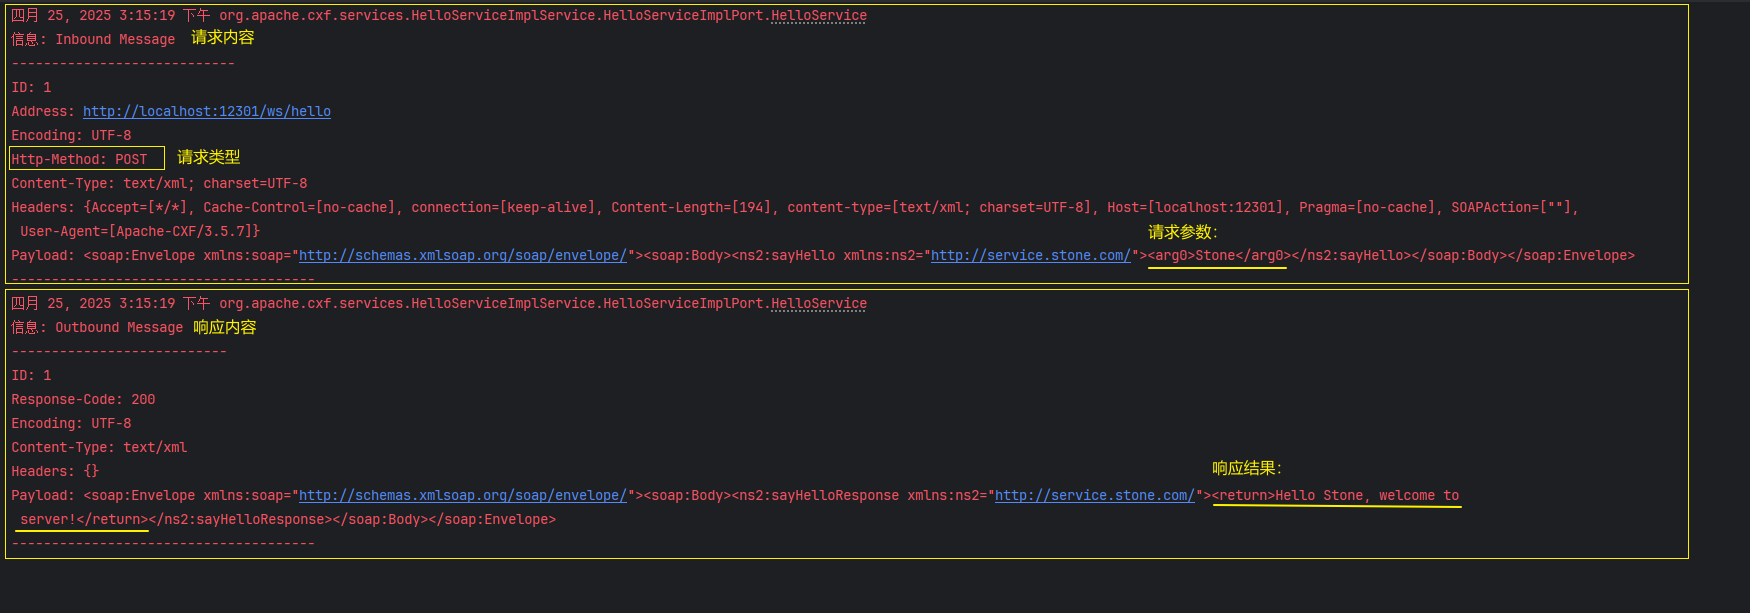 四月 25, 2025 3:15:19 下午 org.apache.cxf.services.HelloServiceImplService.HelloServiceImplPort.HelloService
信息: Inbound Message 请求内容
----------------------------
ID: 1
Address: http://localhost:12301/ws/hello
Encoding: UTF-8
Http-Method: POST 请求类型
Content-Type: text/xml; charset=UTF-8
Headers: {Accept=[*/*], Cache-Control=[no-cache], connection=[keep-alive], Content-Length=[194], content-type=[text/xml; charset=UTF-8], Host=[localhost:12301], Pragma=[no-cache], SOAPAction=[""],
User-Agent=[Apache-CXF/3.5.7]}
请求参数:
Payload: <soap:Envelope xmlns:soap="http://schemas.xmlsoap.org/soap/envelope/"><soap:Body><ns2:sayHello xmlns:ns2="http://service.stone.com/"><arg0>Stone</arg0></ns2:sayHello></soap:Body></soap:Envelope>
--------------------------------------
四月 25, 2025 3:15:19 下午 org.apache.cxf.services.HelloServiceImplService.HelloServiceImplPort.HelloService
信息: Outbound Message 响应内容
---------------------------
ID: 1
Response-Code: 200
Encoding: UTF-8
Content-Type: text/xml
Headers: {}
响应结果:
Payload: <soap:Envelope xmlns:soap="http://schemas.xmlsoap.org/soap/envelope/"><soap:Body><ns2:sayHelloResponse xmlns:ns2="http://service.stone.com/"><return>Hello Stone, welcome to
server!</return></ns2:sayHelloResponse></soap:Body></soap:Envelope>
--------------------------------------